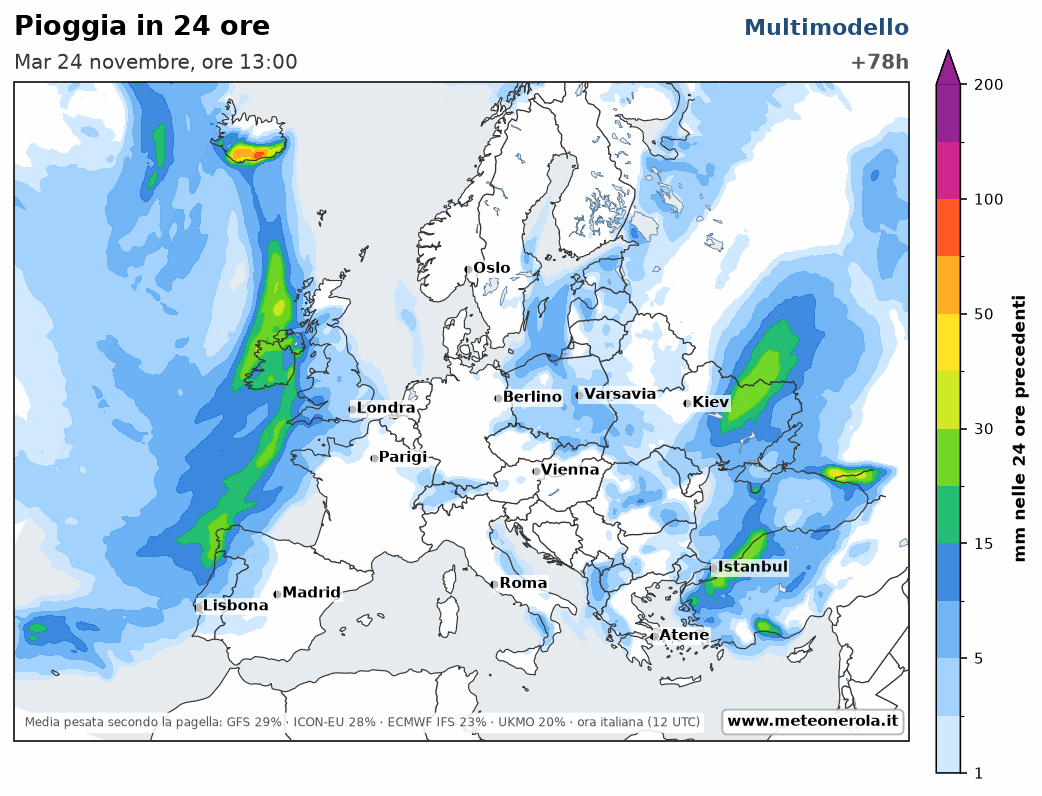 Pioggia in 24 ore
Multimodello
Mar 24 novembre, ore 13:00
+78h
200
100
50
30
15
5
1
mm nelle 24 ore precedenti
Oslo
Londra
Berlino
Varsavia
Kiev
Parigi
Vienna
Istanbul
Roma
Madrid
Lisbona
Atene
Media pesata secondo la pagella: GFS 29% · ICON-EU 28% · ECMWF IFS 23% · UKMO 20% · ora italiana (12 UTC)
www.meteonerola.it